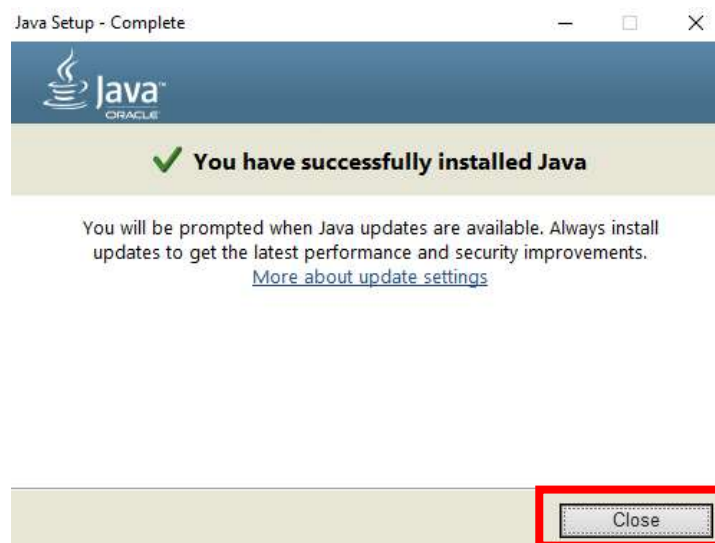 Java Setup - Complete
Java™
ORACLE
You have successfully installed Java
You will be prompted when Java updates are available. Always install
updates to get the latest performance and security improvements.
More about update settings
Close